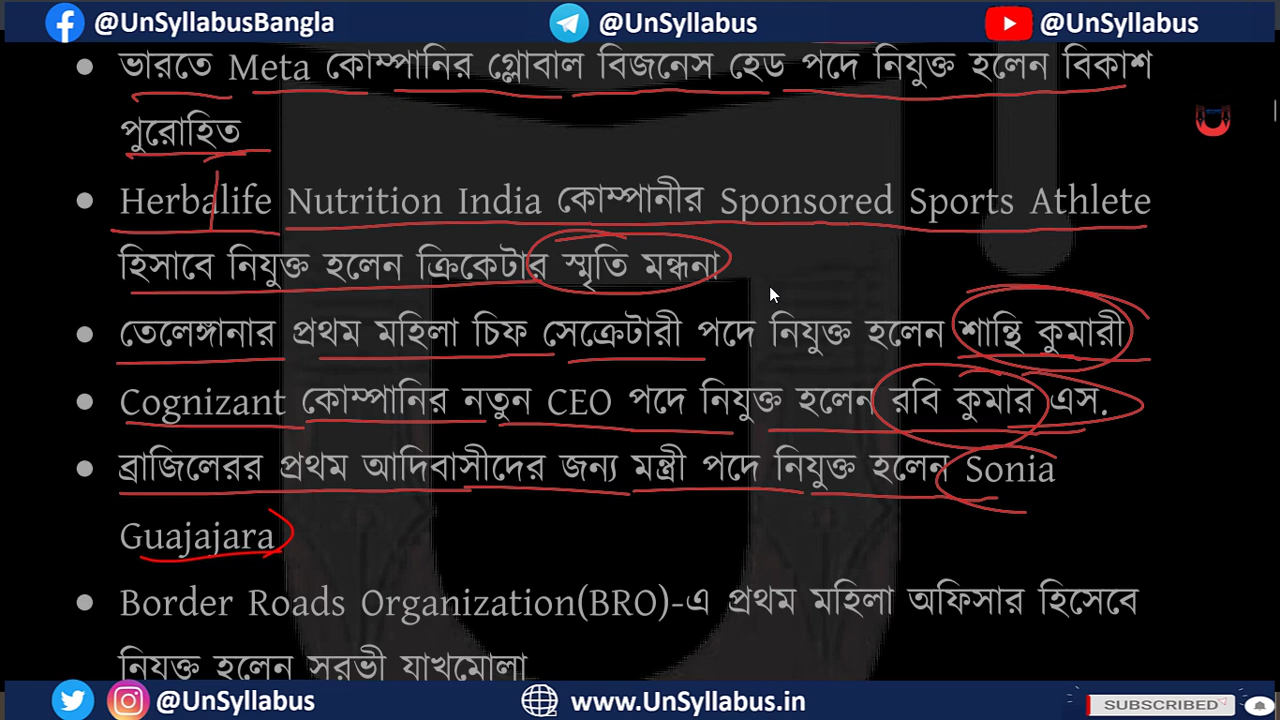 @UnSyllabusBangla @UnSyllabus @UnSyllabus
• ভারতে Meta কোম্পানির গ্লোবাল বিজনেস হেড পদে নিযুক্ত হলেন বিকাশ
পুরোহিত
• Herbalife Nutrition India কোম্পানীর Sponsored Sports Athlete
হিসাবে নিযুক্ত হলেন ক্রিকেটার স্মৃতি মন্ধনা
• তেলেঙ্গানার প্রথম মহিলা চিফ সেক্রেটারী পদে নিযুক্ত হলেন শান্থি কুমারী
• Cognizant কোম্পানির নতুন CEO পদে নিযুক্ত হলেন রবি কুমার এস.
• ব্রাজিলেরর প্রথম আদিবাসীদের জন্য মন্ত্রী পদে নিযুক্ত হলেন Sonia
Guajajara
• Border Roads Organization(BRO)-এ প্রথম মহিলা অফিসার হিসেবে
নিযুক্ত হলেন সুরভী যাখমোলা
@UnSyllabus www.UnSyllabus.in SUBSCRIBED